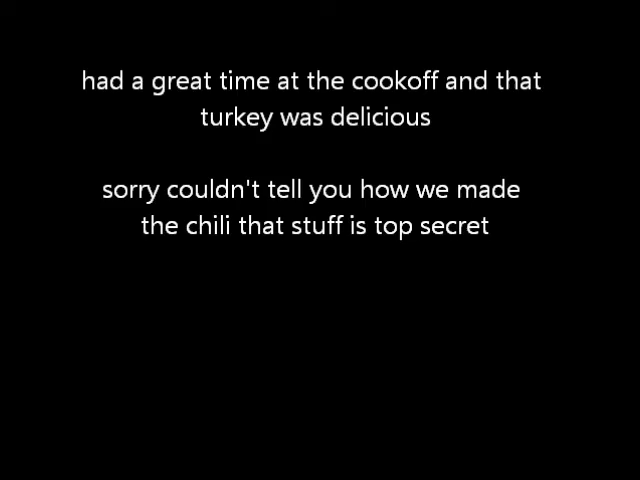 had a great time at the cookoff and that
turkey was delicious
sorry couldn't tell you how we made
the chili that stuff is top secret